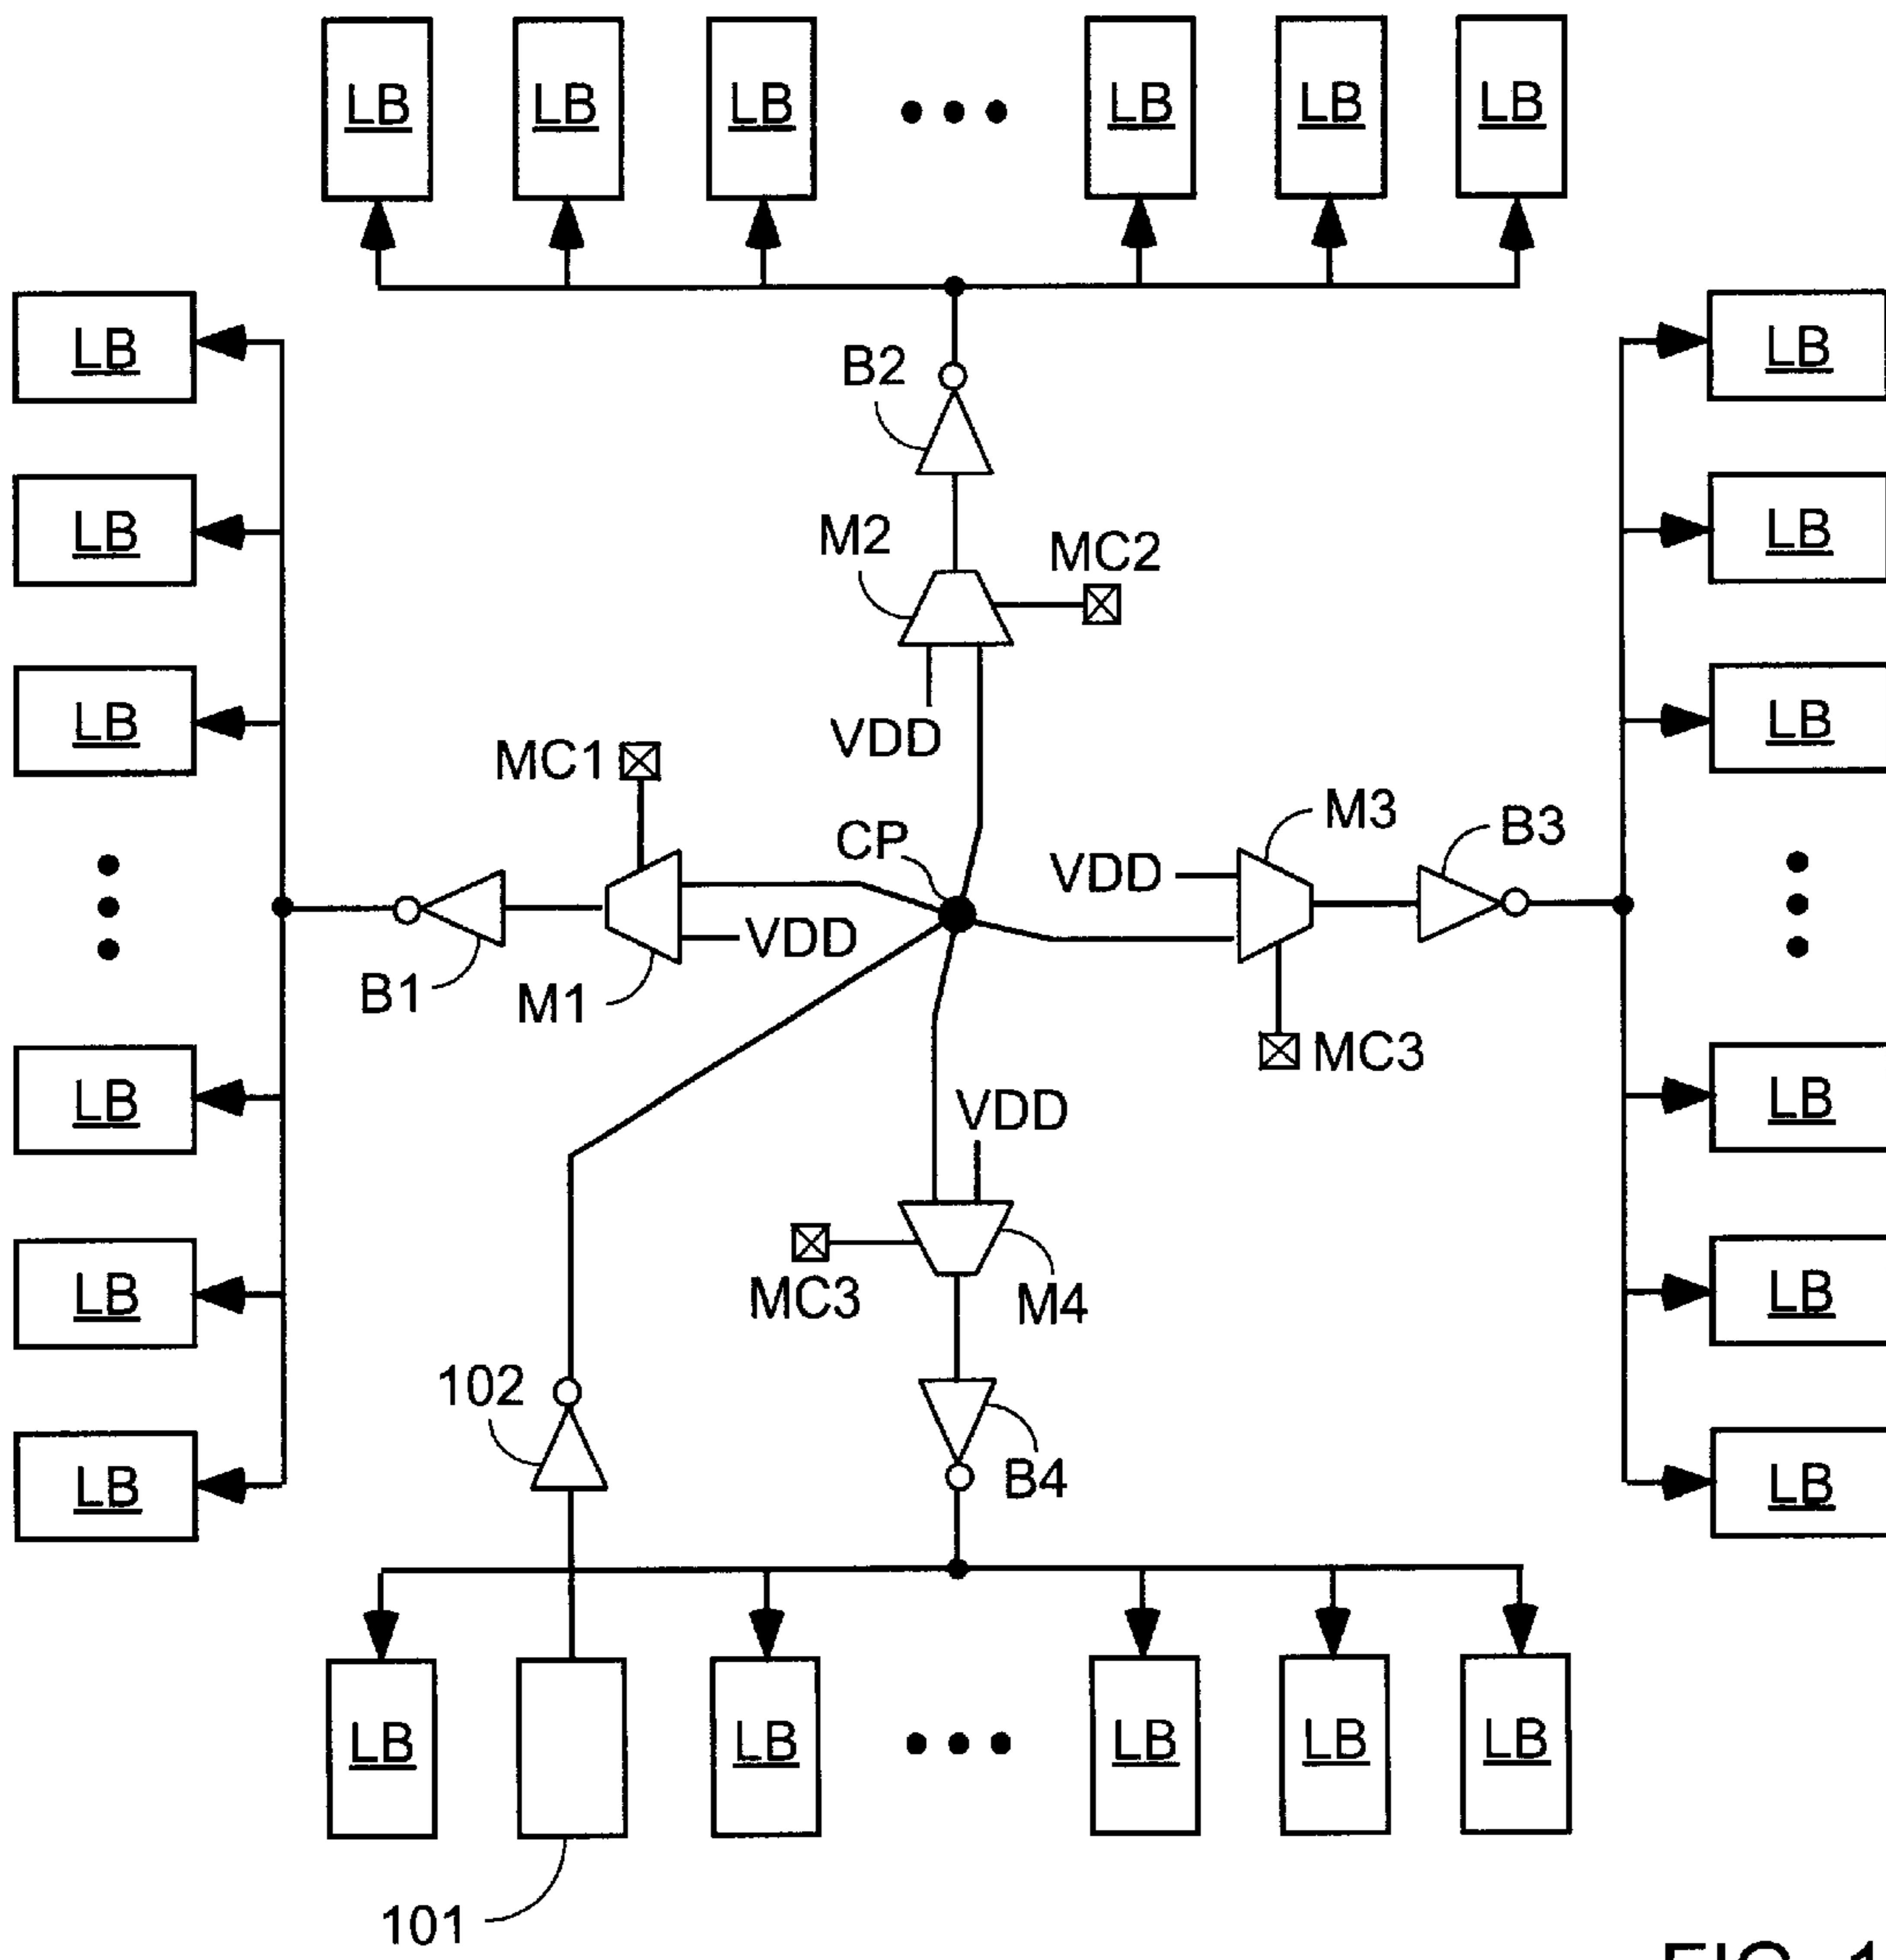 LB LB LB LB LB LB
LB LB
B2
LB LB
M2 MC2
LB LB
VDD
MC1
M3 B3
CP VDD
VDD
B1 M1
MC3
LB LB
VDD
LB LB
MC3 M4
102
LB B4 LB
LB LB LB LB LB
101
FIG. 1